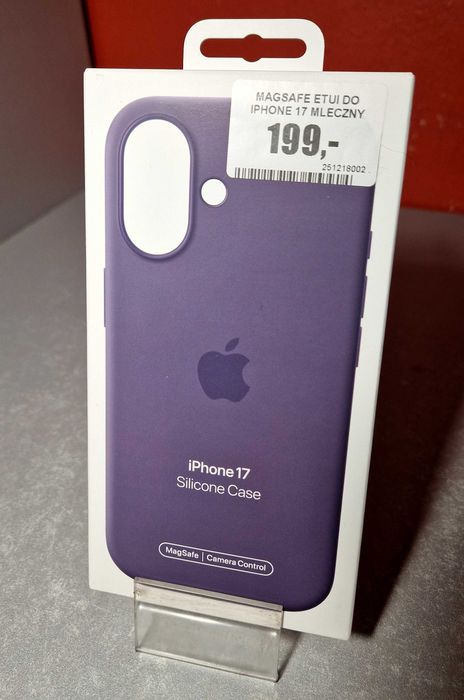 MAGSAFE ETUI DO
IPHONE 17 MLECZNY
199,-
251218002
iPhone 17
Silicone Case
MagSafe | Camera Control